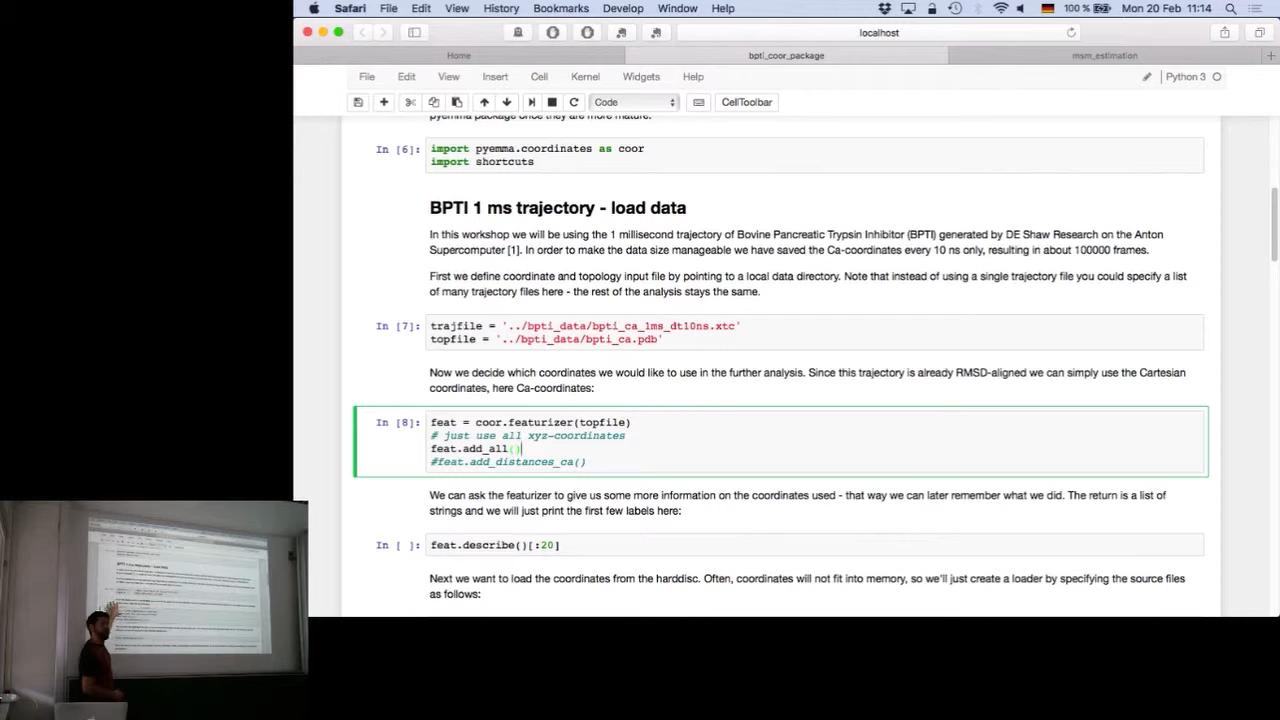 Safari File Edit View History Bookmarks Develop Window Help 100 % Mon 20 Feb 11:14
localhost
Home bpti_coor_package msm_estimation
File Edit View Insert Cell Kernel Widgets Help Python 3
Code CellToolbar
pyemma package once they are more mature.
In [6]: import pyemma.coordinates as coor
import shortcuts
BPTI 1 ms trajectory - load data
In this workshop we will be using the 1 millisecond trajectory of Bovine Pancreatic Trypsin Inhibitor (BPTI) generated by DE Shaw Research on the Anton
Supercomputer [1]. In order to make the data size manageable we have saved the Ca-coordinates every 10 ns only, resulting in about 100000 frames.
First we define coordinate and topology input file by pointing to a local data directory. Note that instead of using a single trajectory file you could specify a list
of many trajectory files here - the rest of the analysis stays the same.
In [7]: trajfile = '../bpti_data/bpti_ca_1ms_dt10ns.xtc'
topfile = '../bpti_data/bpti_ca.pdb'
Now we decide which coordinates we would like to use in the further analysis. Since this trajectory is already RMSD-aligned we can simply use the Cartesian
coordinates, here Ca-coordinates:
In [8]: feat = coor.featurizer(topfile)
# just use all xyz-coordinates
feat.add_all()
#feat.add_distances_ca()
We can ask the featurizer to give us some more information on the coordinates used - that way we can later remember what we did. The return is a list of
strings and we will just print the first few labels here:
In [ ]: feat.describe()[:20]
Next we want to load the coordinates from the harddisc. Often, coordinates will not fit into memory, so we'll just create a loader by specifying the source files
as follows: